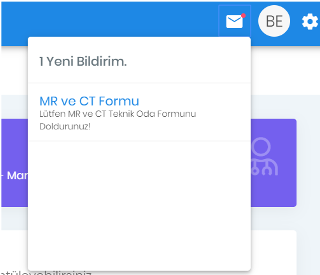 BE
1 Yeni Bildirim.
MR ve CT Formu
Lütfen MR ve CT Teknik Oda Formunu
Doldurunuz!
- Mar